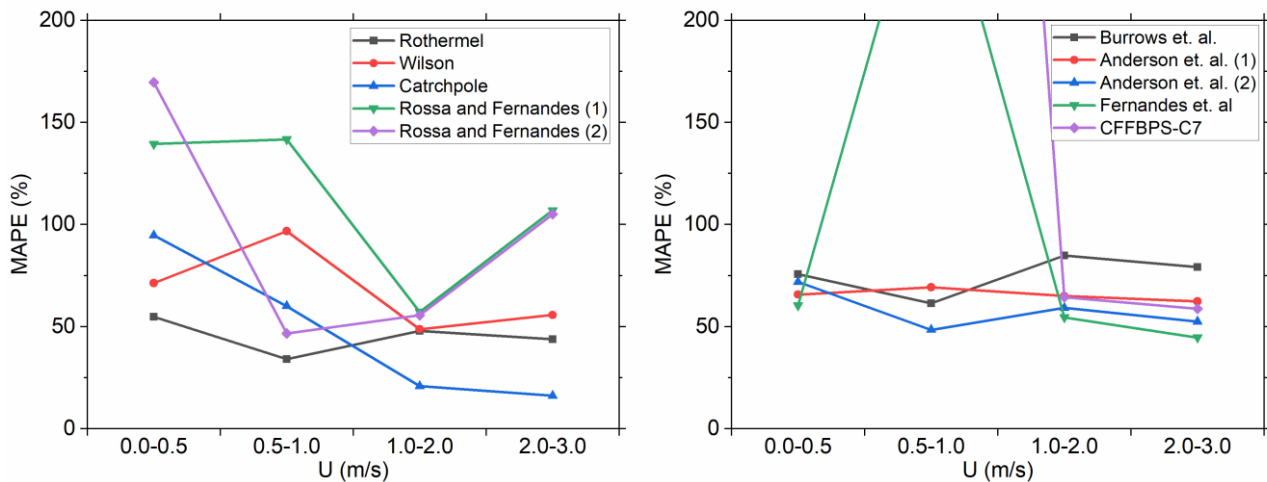 200
150
100
50
0
MAPE (%)
Rothermel
Wilson
Catrchpole
Rossa and Fernandes (1)
Rossa and Fernandes (2)
0.0-0.5
0.5-1.0
1.0-2.0
2.0-3.0
U (m/s)
200
150
100
50
0
MAPE (%)
Burrows et. al.
Anderson et. al. (1)
Anderson et. al. (2)
Fernandes et. al
CFFBPS-C7
0.0-0.5
0.5-1.0
1.0-2.0
2.0-3.0
U (m/s)